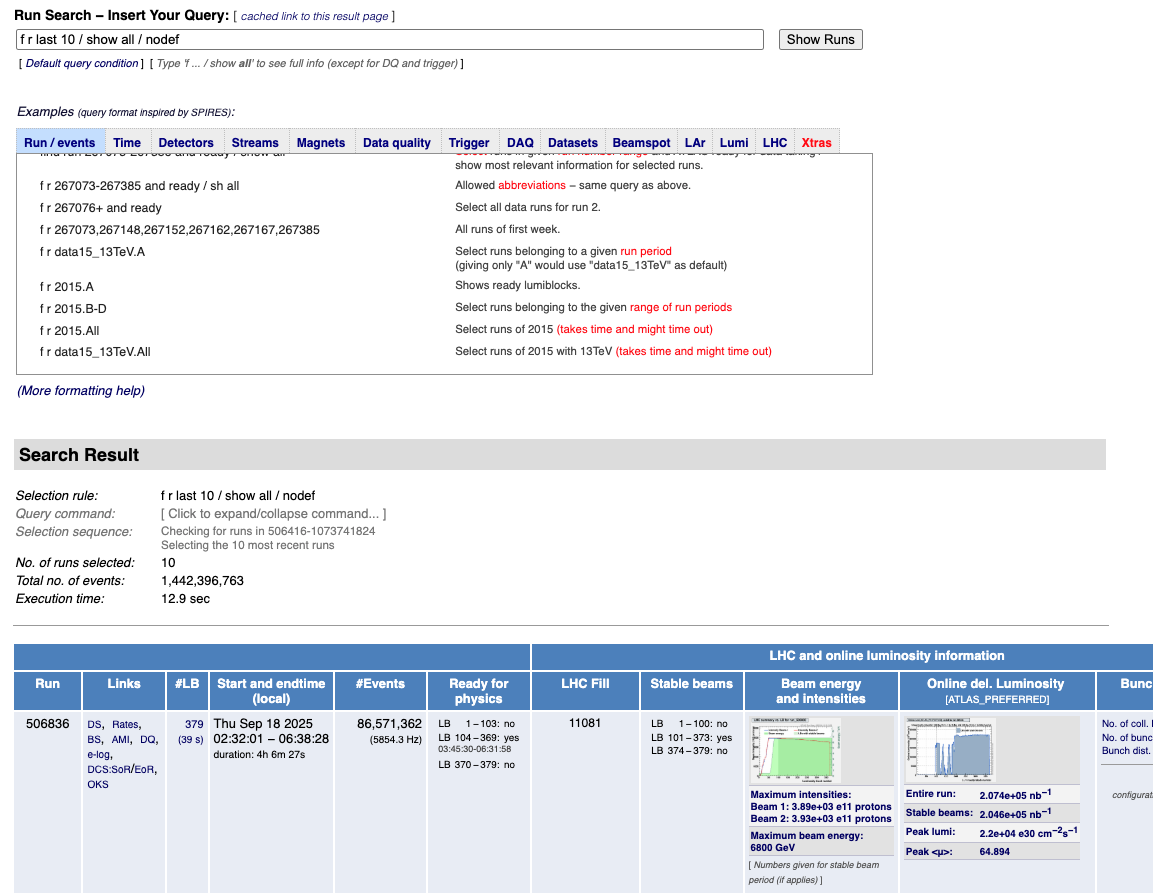 Run Search – Insert Your Query: [ cached link to this result page ]
f r last 10 / show all / nodef
Show Runs
[ Default query condition ] [ Type 'f ... / show all' to see full info (except for DQ and trigger) ]
Examples (query format inspired by SPIRES):
Run / events Time Detectors Streams Magnets Data quality Trigger DAQ Datasets Beamspot LAr Lumi LHC Xtras
show most relevant information for selected runs.
f r 267073-267385 and ready / sh all
Allowed abbreviations – same query as above.
f r 267076+ and ready
Select all data runs for run 2.
f r 267073,267148,267152,267162,267167,267385
All runs of first week.
f r data15_13TeV.A
Select runs belonging to a given run period
(giving only "A" would use "data15_13TeV" as default)
f r 2015.A
Shows ready lumiblocks.
f r 2015.B-D
Select runs belonging to the given range of run periods
f r 2015.All
Select runs of 2015 (takes time and might time out)
f r data15_13TeV.All
Select runs of 2015 with 13TeV (takes time and might time out)
(More formatting help)
Search Result
Selection rule: f r last 10 / show all / nodef
Query command: [ Click to expand/collapse command... ]
Selection sequence: Checking for runs in 506416-1073741824
Selecting the 10 most recent runs
No. of runs selected: 10
Total no. of events: 1,442,396,763
Execution time: 12.9 sec
LHC and online luminosity information
Run
Links
#LB
Start and endtime
(local)
#Events
Ready for
physics
LHC Fill
Stable beams
Beam energy
and intensities
Online del. Luminosity
[ATLAS_PREFERRED]
Bunc
506836
DS, Rates,
BS, AMI, DQ,
e-log,
DCS:SoR/EoR,
OKS
379
(39 s)
Thu Sep 18 2025
02:32:01 – 06:38:28
duration: 4h 6m 27s
86,571,362
(5854.3 Hz)
LB 1–103: no
LB 104–369: yes
03:45:30-06:31:58
LB 370–379: no
11081
LB 1–100: no
LB 101–373: yes
LB 374–379: no
Maximum intensities:
Beam 1: 3.89e+03 e11 protons
Beam 2: 3.93e+03 e11 protons
Maximum beam energy:
6800 GeV
[ Numbers given for stable beam
period (if applies) ]
Entire run: 2.074e+05 nb−1
Stable beams: 2.046e+05 nb−1
Peak lumi: 2.2e+04 e30 cm−2s−1
Peak <μ>: 64.894
No. of coll. 
No. of bunc
Bunch dist.
configurat